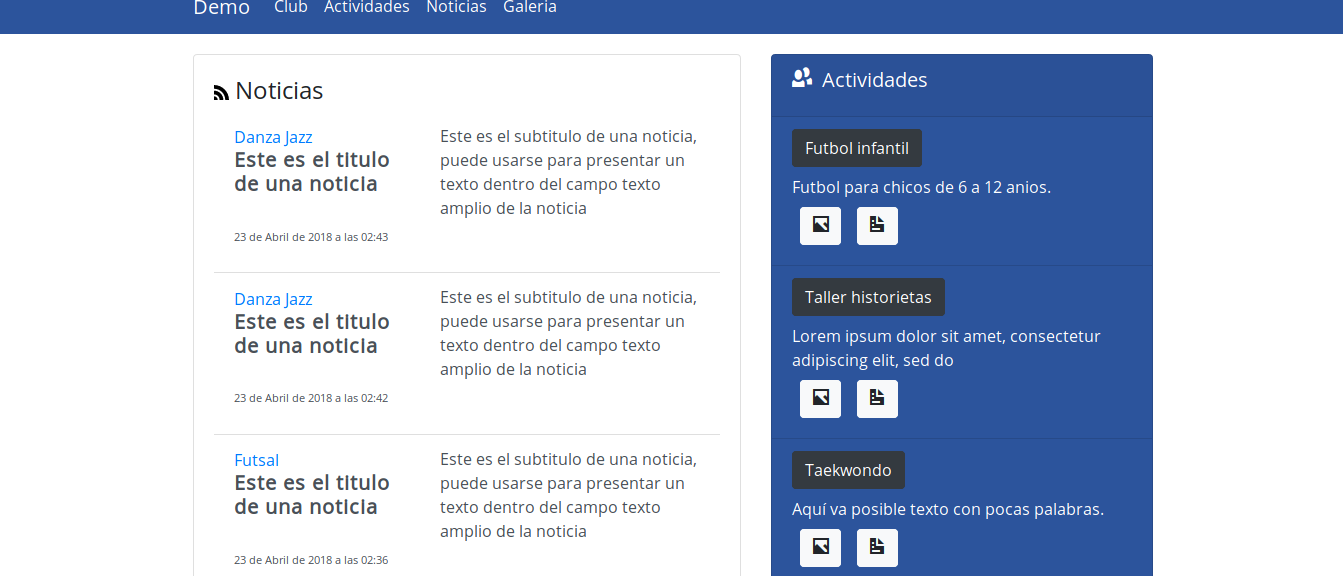 Demo Club Actividades Noticias Galeria
Noticias
Danza Jazz
Este es el titulo
de una noticia
23 de Abril de 2018 a las 02:43
Este es el subtitulo de una noticia,
puede usarse para presentar un
texto dentro del campo texto
amplio de la noticia
Danza Jazz
Este es el titulo
de una noticia
23 de Abril de 2018 a las 02:42
Este es el subtitulo de una noticia,
puede usarse para presentar un
texto dentro del campo texto
amplio de la noticia
Futsal
Este es el titulo
de una noticia
23 de Abril de 2018 a las 02:36
Este es el subtitulo de una noticia,
puede usarse para presentar un
texto dentro del campo texto
amplio de la noticia
Actividades
Futbol infantil
Futbol para chicos de 6 a 12 anios.
Taller historietas
Lorem ipsum dolor sit amet, consectetur
adipiscing elit, sed do
Taekwondo
Aquí va posible texto con pocas palabras.